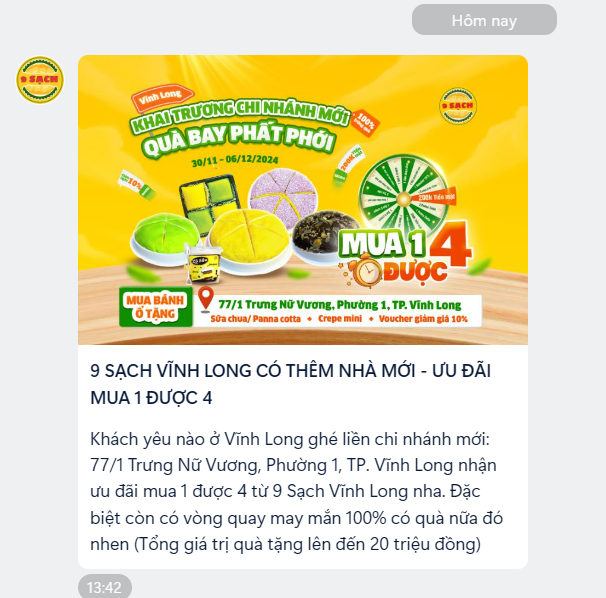 Hôm nay
9 SẠCH
Vĩnh Long
KHAI TRƯƠNG CHI NHÁNH MỚI
QUÀ BAY PHẤT PHỚI
30/11 - 06/12/2024
100%
9 SẠCH
200K
10%
200k tiền mặt
MUA 1
ĐƯỢC 4
MUA BÁNH
Ổ TẶNG
77/1 Trưng Nữ Vương, Phường 1, TP. Vĩnh Long
Sữa chua/ Panna cotta ✦ Crepe mini ✦ Voucher giảm giá 10%
9 SẠCH VĨNH LONG CÓ THÊM NHÀ MỚI - ƯU ĐÃI
MUA 1 ĐƯỢC 4
Khách yêu nào ở Vĩnh Long ghé liền chi nhánh mới:
77/1 Trưng Nữ Vương, Phường 1, TP. Vĩnh Long nhận
ưu đãi mua 1 được 4 từ 9 Sạch Vĩnh Long nha. Đặc
biệt còn có vòng quay may mắn 100% có quà nữa đó
nhen (Tổng giá trị quà tặng lên đến 20 triệu đồng)
13:42